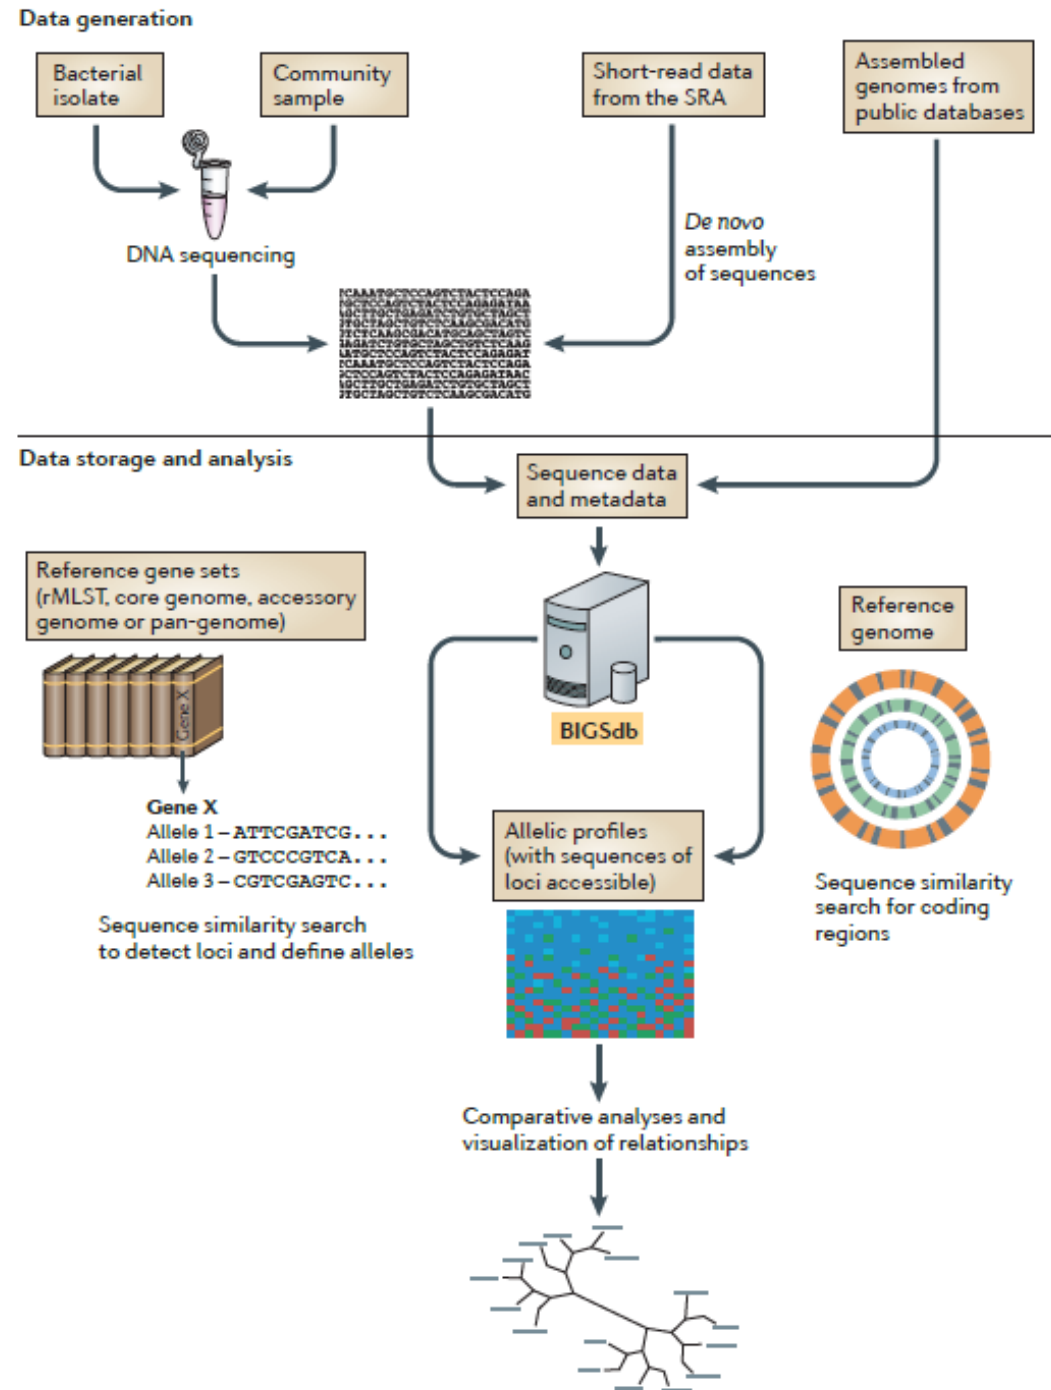 Data generation
Bacterial
isolate
Community
sample
Short-read data
from the SRA
Assembled
genomes from
public databases
DNA sequencing
De novo
assembly
of sequences
Data storage and analysis
Sequence data
and metadata
Reference gene sets
(rMLST, core genome, accessory
genome or pan-genome)
Gene X
Reference
genome
BIGSdb
Gene X
Allele 1 – ATTCGATCG...
Allele 2 – GTCCCGTCA...
Allele 3 – CGTCGAGTC...
Sequence similarity search
to detect loci and define alleles
Allelic profiles
(with sequences of
loci accessible)
Sequence similarity
search for coding
regions
Comparative analyses and
visualization of relationships